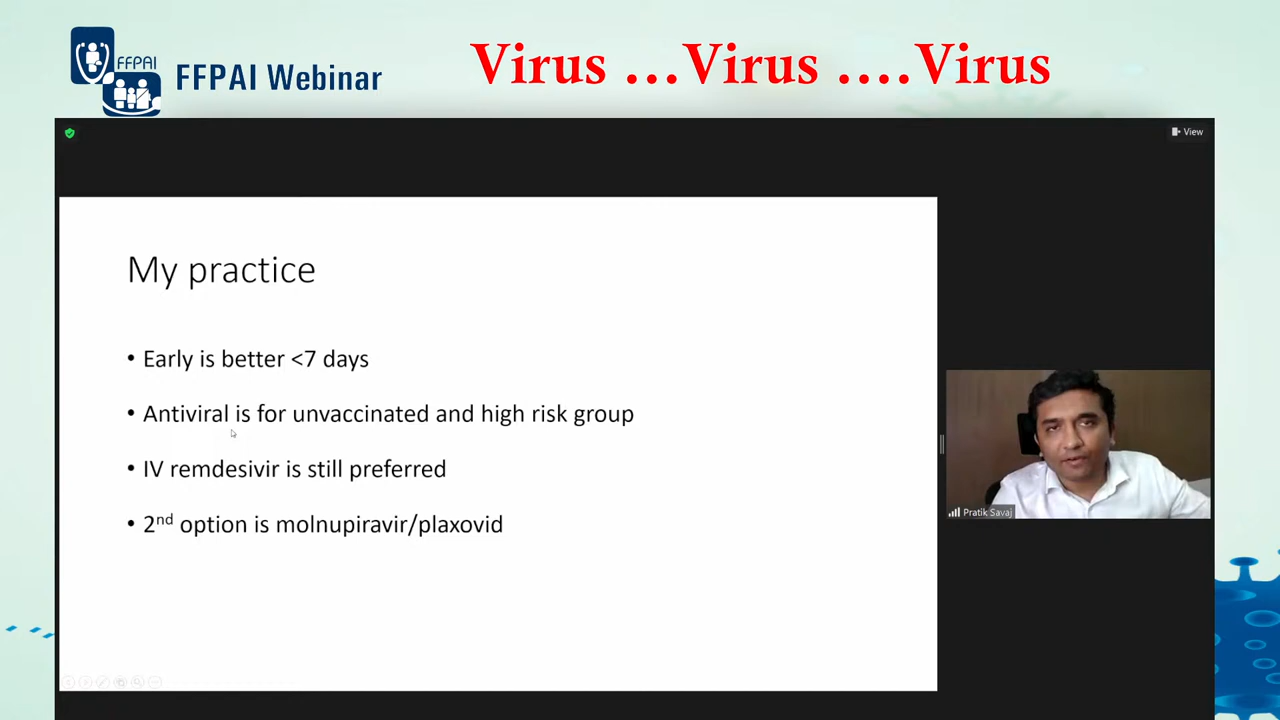 FFPAI
FFPAI Webinar
Virus ...Virus ....Virus
View
My practice
• Early is better <7 days
• Antiviral is for unvaccinated and high risk group
• IV remdesivir is still preferred
• 2nd option is molnupiravir/plaxovid
Pratik Savaj